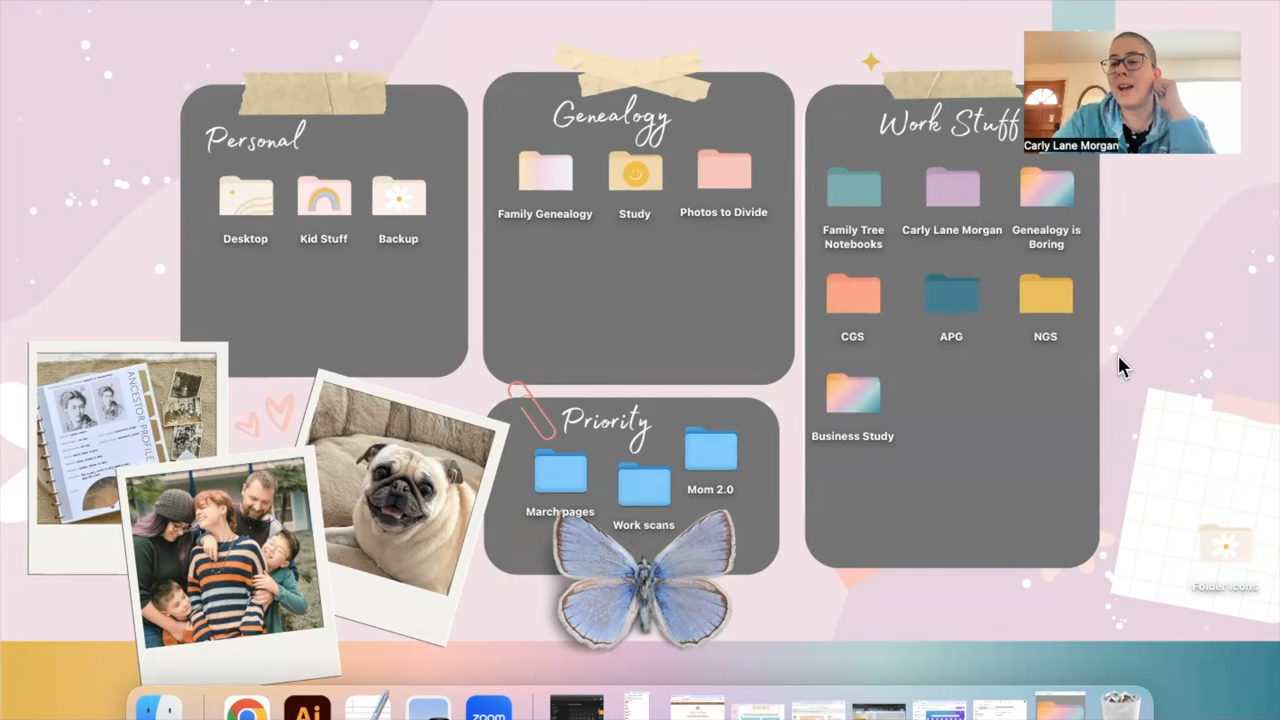 Personal
Desktop
Kid Stuff
Backup
Genealogy
Family Genealogy
Study
Photos to Divide
Work Stuff
Carly Lane Morgan
Family Tree
Notebooks
Carly Lane Morgan
Genealogy is
Boring
CGS
APG
NGS
Business Study
Priority
March pages
Work scans
Mom 2.0
ANCESTOR PROFILE
Folder Icons
Ai
zoom